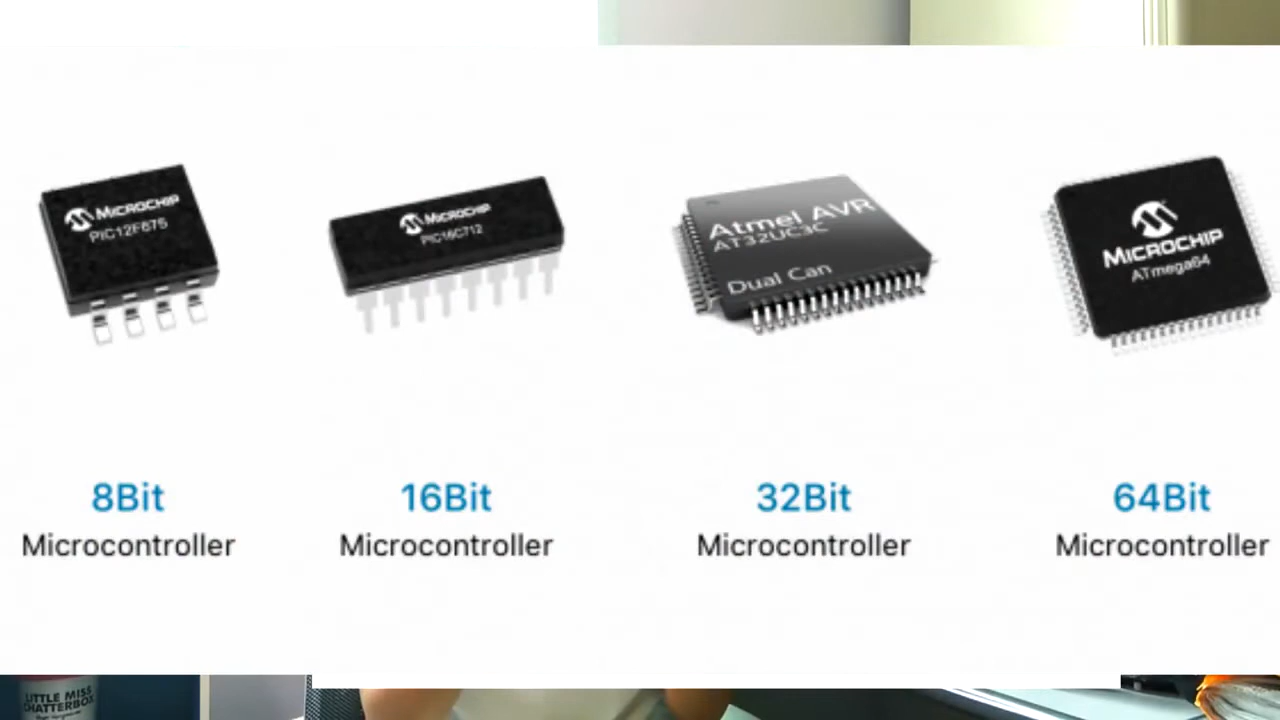 MICROCHIP
PIC12F675
MICROCHIP
PIC16C712
Atmel AVR
AT32UC3C
Dual Can
MICROCHIP
ATmega64
8Bit
Microcontroller
16Bit
Microcontroller
32Bit
Microcontroller
64Bit
Microcontroller
LITTLE MISS
CHATTERBOX